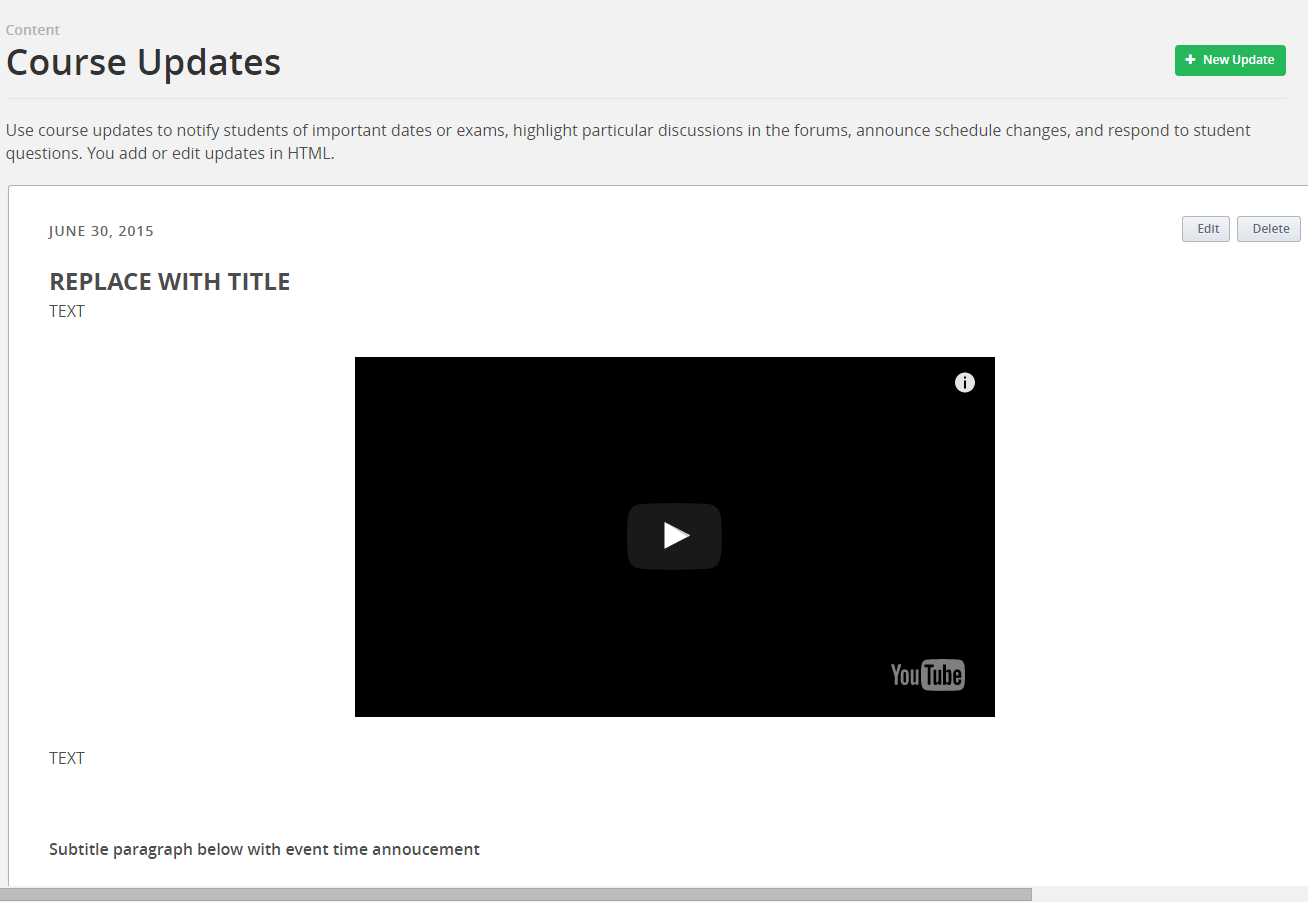 Content
Course Updates
+ New Update
Use course updates to notify students of important dates or exams, highlight particular discussions in the forums, announce schedule changes, and respond to student
questions. You add or edit updates in HTML.
JUNE 30, 2015
Edit
Delete
REPLACE WITH TITLE
TEXT
i
YouTube
TEXT
Subtitle paragraph below with event time annoucement